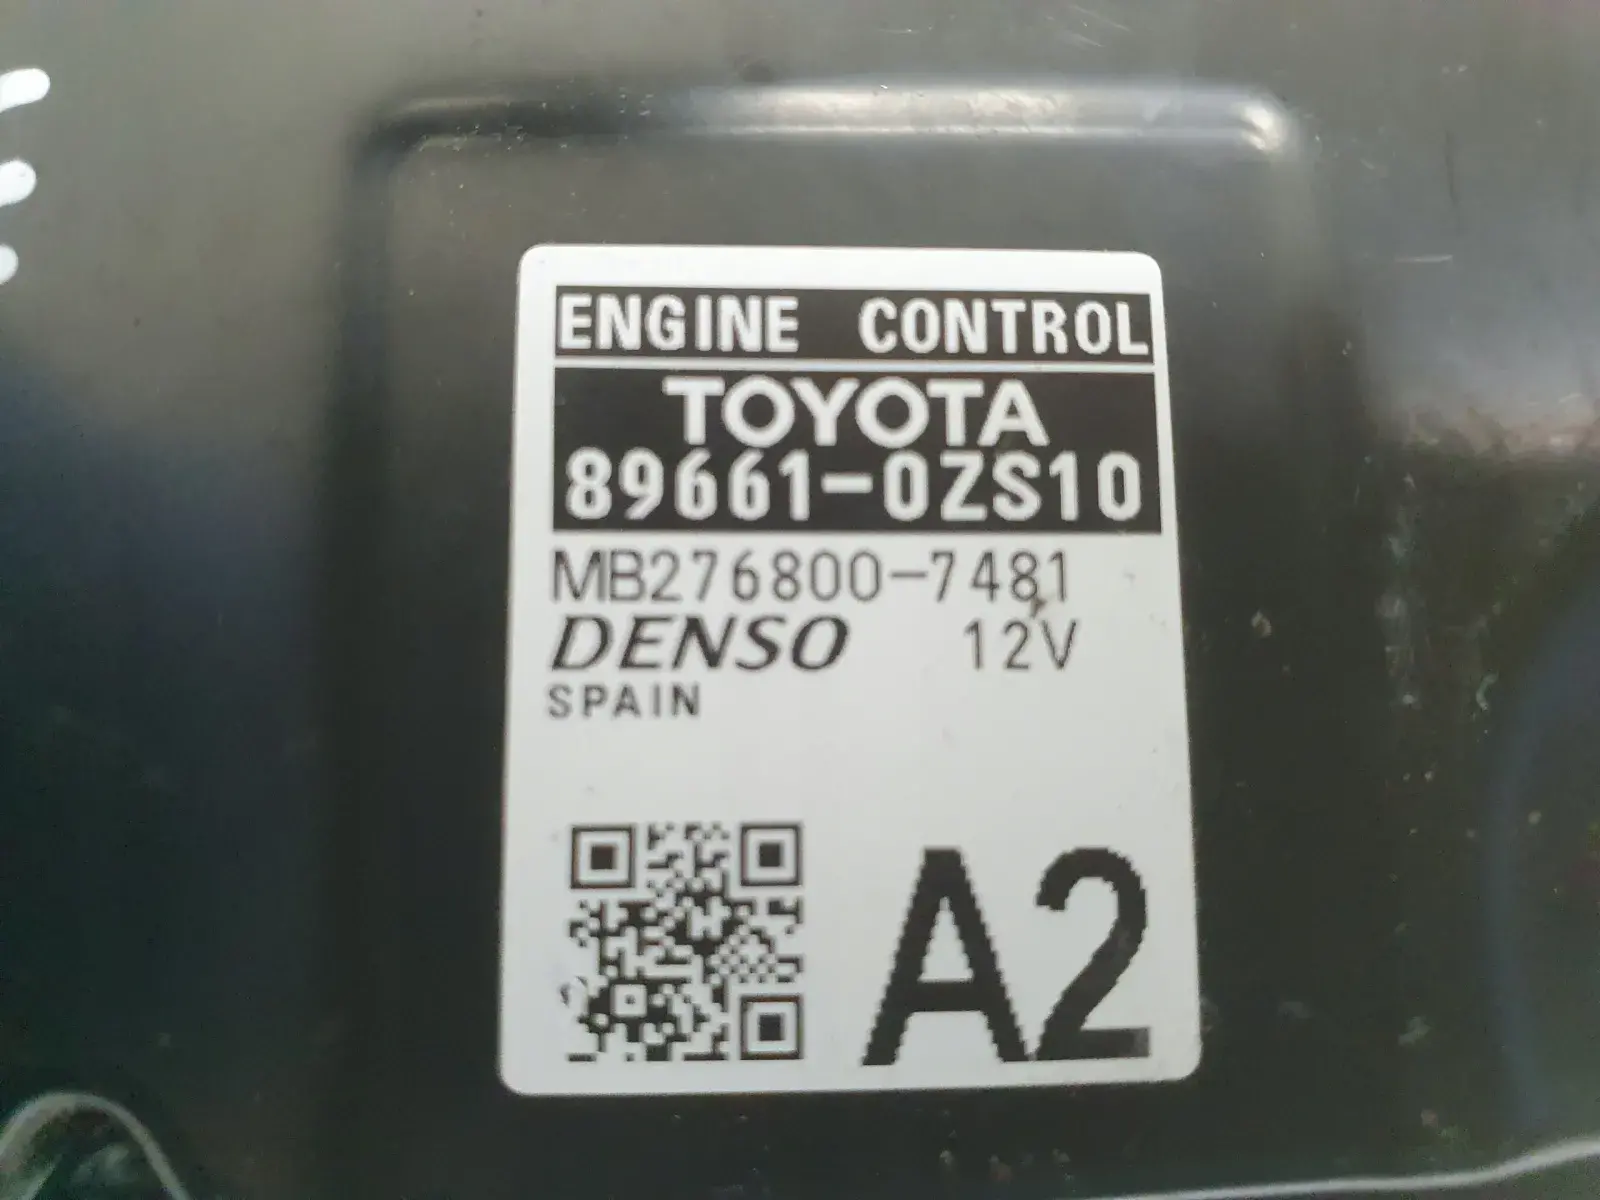 ENGINE CONTROL
TOYOTA
89661-0ZS10
MB276800-7481
DENSO 12V
SPAIN
A2